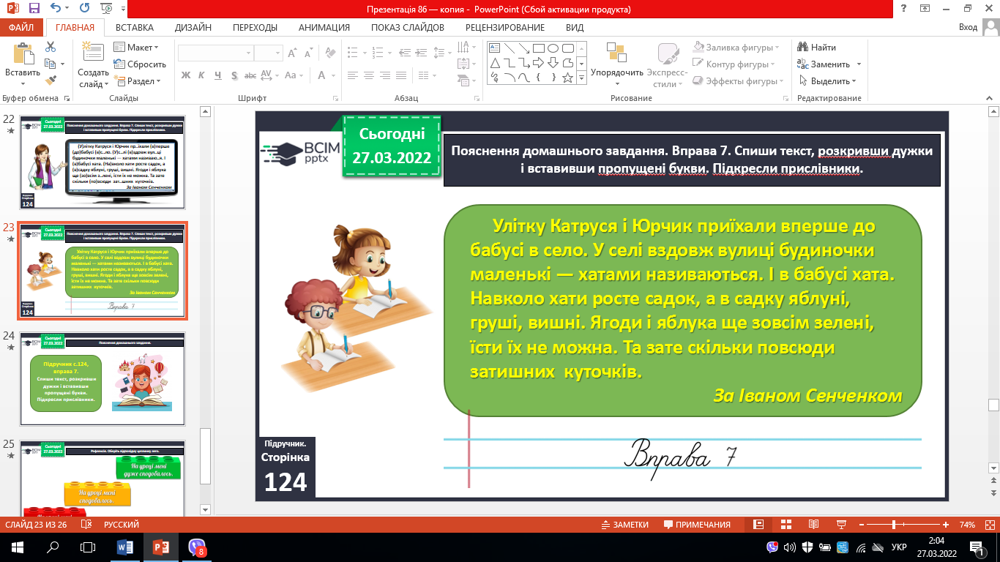 Презентація 86 — копия - PowerPoint (Сбой активации продукта)
ФАЙЛ ГЛАВНАЯ ВСТАВКА ДИЗАЙН ПЕРЕХОДЫ АНИМАЦИЯ ПОКАЗ СЛАЙДОВ РЕЦЕНЗИРОВАНИЕ ВИД Вход
Вставить
Буфер обмена
Создать слайд
Макет
Сбросить
Раздел
Слайды
Ж К Ч S abc AV Aa A
Шрифт
Абзац
Упорядочить
Экспресс-стили
Заливка фигуры
Контур фигуры
Эффекты фигуры
Рисование
Найти
Заменить
Выделить
Редактирование
22
Сьогодні
27.03.2022
Пояснення домашнього завдання. Вправа 7. Спиши текст, розкривши дужки
і вставивши пропущені букви. Підкресли прислівники.
(У)літку Катруся і Юрчик пр..їхали (в)перше
(до)бабусі (в)с..ло. (У)с..лі (в)здовж вул..ці
будиночки маленькі — хатами називаю..я. І
(в)бабусі хата. (На)вколо хати росте садок, а
(в)садку яблуні, груші, вишні. Ягоди і яблука
ще (зо)всім з..лені, їсти їх не можна. Та зате
скільки (по)всюди зат..шних куточків.
За Іваном Сенченком
Підручник.
Сторінка
124
23
Сьогодні
27.03.2022
Пояснення домашнього завдання. Вправа 7. Спиши текст, розкривши дужки
і вставивши пропущені букви. Підкресли прислівники.
Улітку Катруся і Юрчик приїхали вперше до
бабусі в село. У селі вздовж вулиці будиночки
маленькі — хатами називаються. І в бабусі хата.
Навколо хати росте садок, а в садку яблуні,
груші, вишні. Ягоди і яблука ще зовсім зелені,
їсти їх не можна. Та зате скільки повсюди
затишних куточків.
За Іваном Сенченком
Підручник.
Сторінка
124
Вправа 7
24
Сьогодні
27.03.2022
Пояснення домашнього завдання.
Підручник с.124,
вправа 7.
Спиши текст, розкривши
дужки і вставивши
пропущені букви.
Підкресли прислівники.
25
Сьогодні
27.03.2022
На уроці мені
дуже сподобалось.
На уроці мені
сподобалось.
Сьогодні
27.03.2022
ВСІМ
pptx
Пояснення домашнього завдання. Вправа 7. Спиши текст, розкривши дужки
і вставивши пропущені букви. Підкресли прислівники.
Улітку Катруся і Юрчик приїхали вперше до
бабусі в село. У селі вздовж вулиці будиночки
маленькі — хатами називаються. І в бабусі хата.
Навколо хати росте садок, а в садку яблуні,
груші, вишні. Ягоди і яблука ще зовсім зелені,
їсти їх не можна. Та зате скільки повсюди
затишних куточків.
За Іваном Сенченком
Підручник.
Сторінка
124
Вправа 7
СЛАЙД 23 ИЗ 26 РУССКИЙ ЗАМЕТКИ ПРИМЕЧАНИЯ 74%
8 УКР 2:04
27.03.2022 1